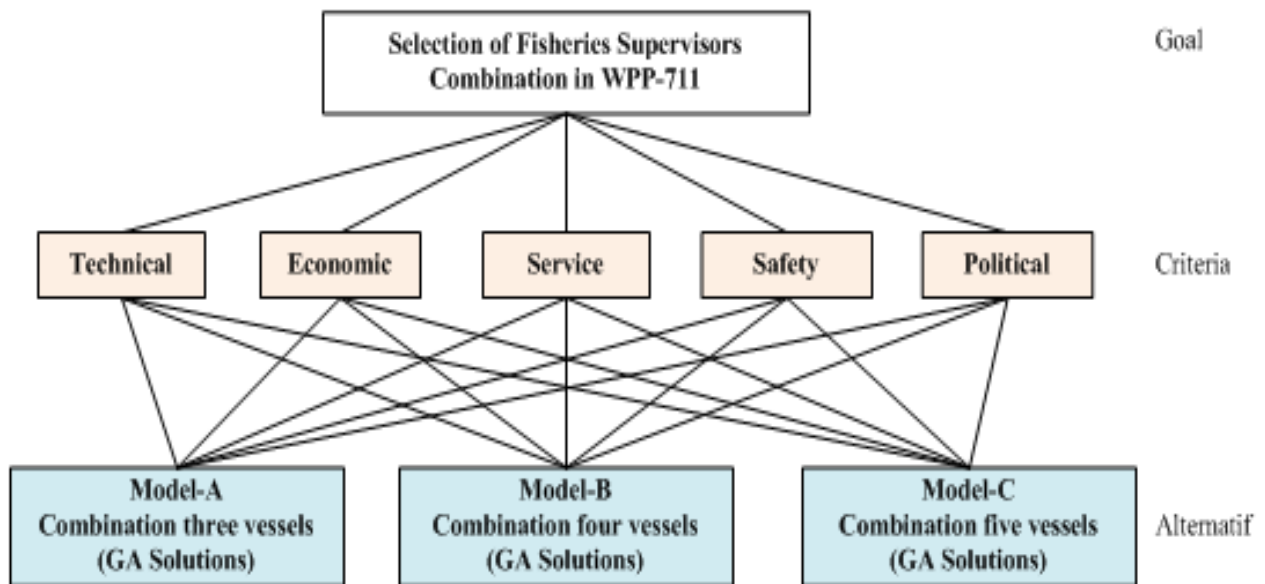 Selection of Fisheries Supervisors
Combination in WPP-711
Goal
Technical
Economic
Service
Safety
Political
Criteria
Model-A
Combination three vessels
(GA Solutions)
Model-B
Combination four vessels
(GA Solutions)
Model-C
Combination five vessels
(GA Solutions)
Alternatif